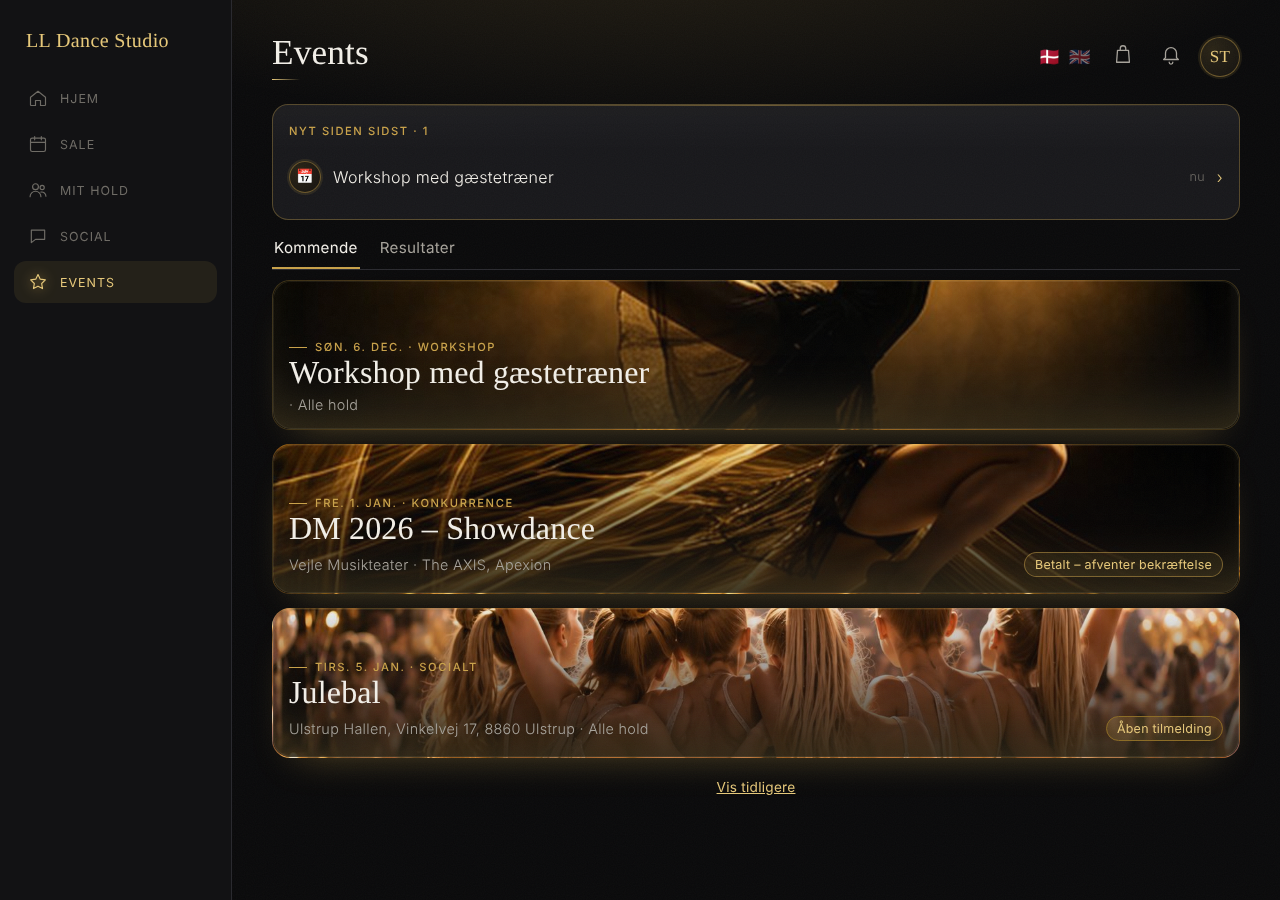 LL Dance Studio
HJEM
SALE
MIT HOLD
SOCIAL
EVENTS
Events
ST
NYT SIDEN SIDST · 1
Workshop med gæstetræner
nu
Kommende
Resultater
SØN. 6. DEC. · WORKSHOP
Workshop med gæstetræner
· Alle hold
FRE. 1. JAN. · KONKURRENCE
DM 2026 – Showdance
Vejle Musikteater · The AXIS, Apexion
Betalt – afventer bekræftelse
TIRS. 5. JAN. · SOCIALT
Julebal
Ulstrup Hallen, Vinkelvej 17, 8860 Ulstrup · Alle hold
Åben tilmelding
Vis tidligere